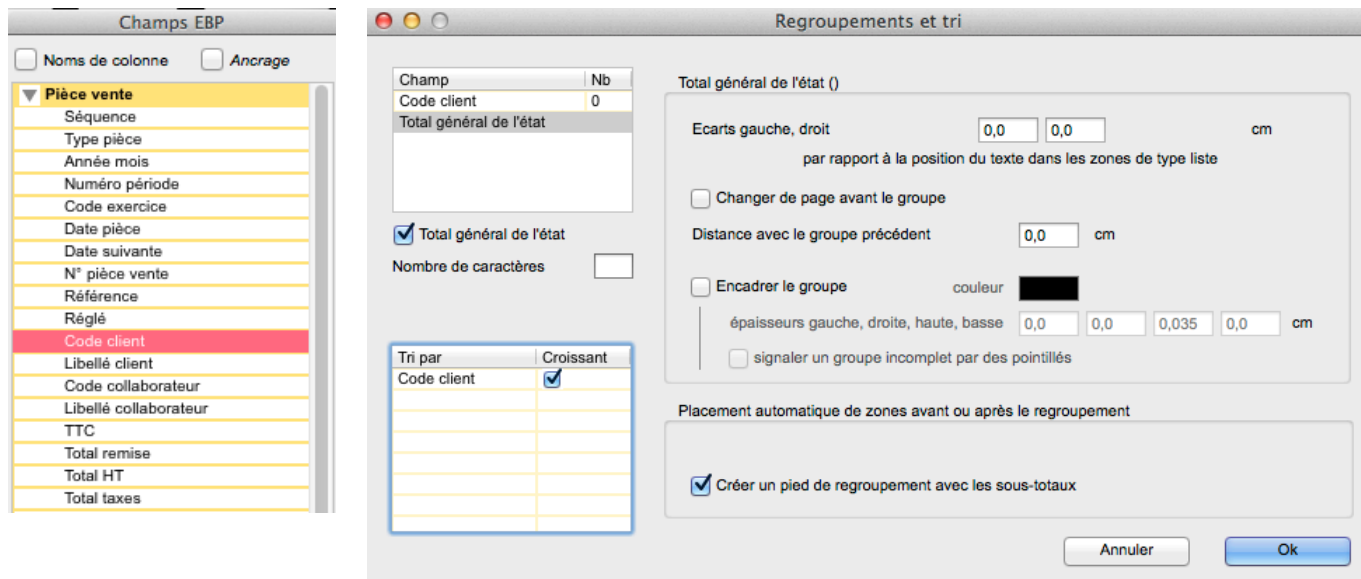 Champs EBP
Noms de colonne Ancrage
Pièce vente
Séquence
Type pièce
Année mois
Numéro période
Code exercice
Date pièce
Date suivante
N° pièce vente
Référence
Réglé
Code client
Libellé client
Code collaborateur
Libellé collaborateur
TTC
Total remise
Total HT
Total taxes
Regroupements et tri
Champ Nb
Code client 0
Total général de l'état
Total général de l'état
Nombre de caractères
Tri par Croissant
Code client
Total général de l'état ()
Ecarts gauche, droit 0,0 0,0 cm
par rapport à la position du texte dans les zones de type liste
Changer de page avant le groupe
Distance avec le groupe précédent 0,0 cm
Encadrer le groupe couleur
épaisseurs gauche, droite, haute, basse 0,0 0,0 0,035 0,0 cm
signaler un groupe incomplet par des pointillés
Placement automatique de zones avant ou après le regroupement
Créer un pied de regroupement avec les sous-totaux
Annuler Ok